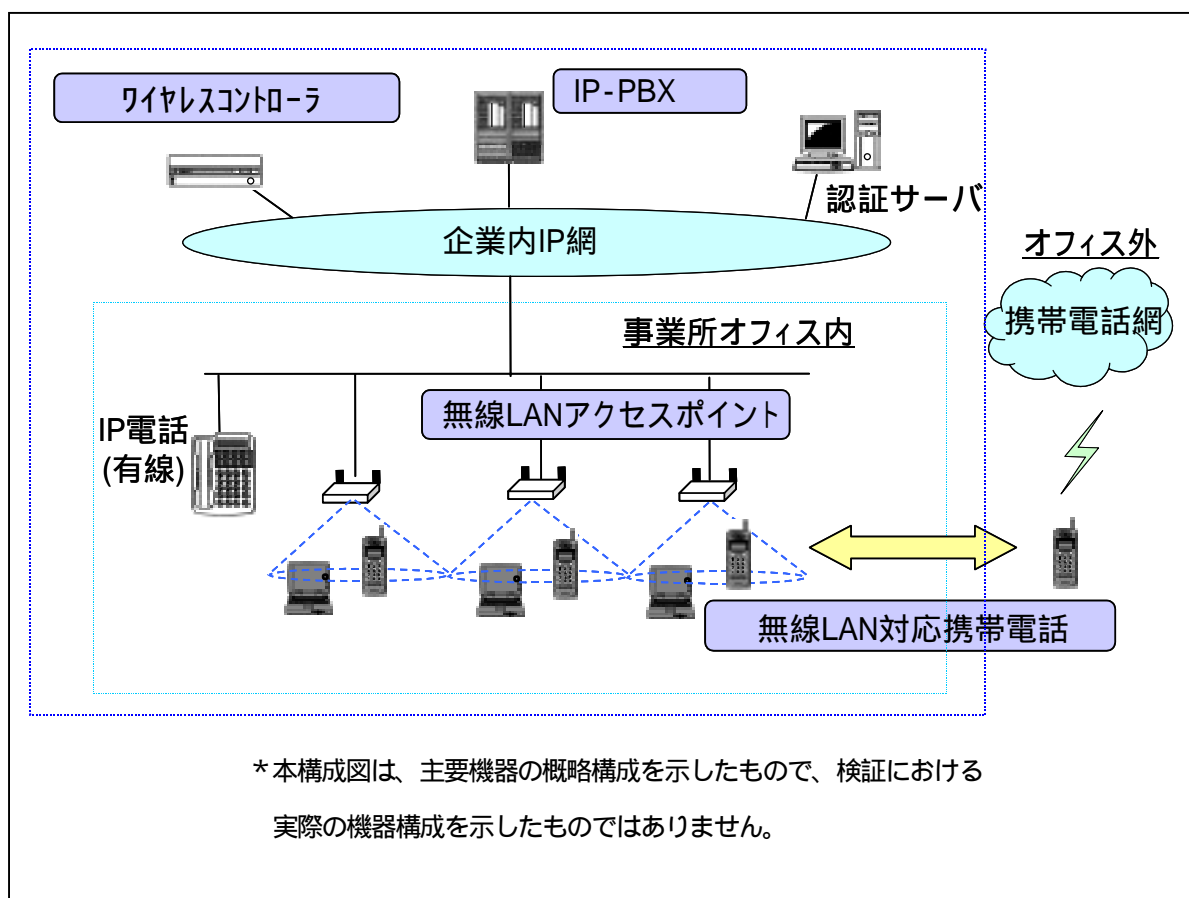 ワイヤレスコントローラ
IP-PBX
認証サーバ
企業内IP網
オフィス外
携帯電話網
事業所オフィス内
無線LANアクセスポイント
IP電話
(有線)
無線LAN対応携帯電話
*本構成図は、主要機器の概略構成を示したもので、検証における
実際の機器構成を示したものではありません。